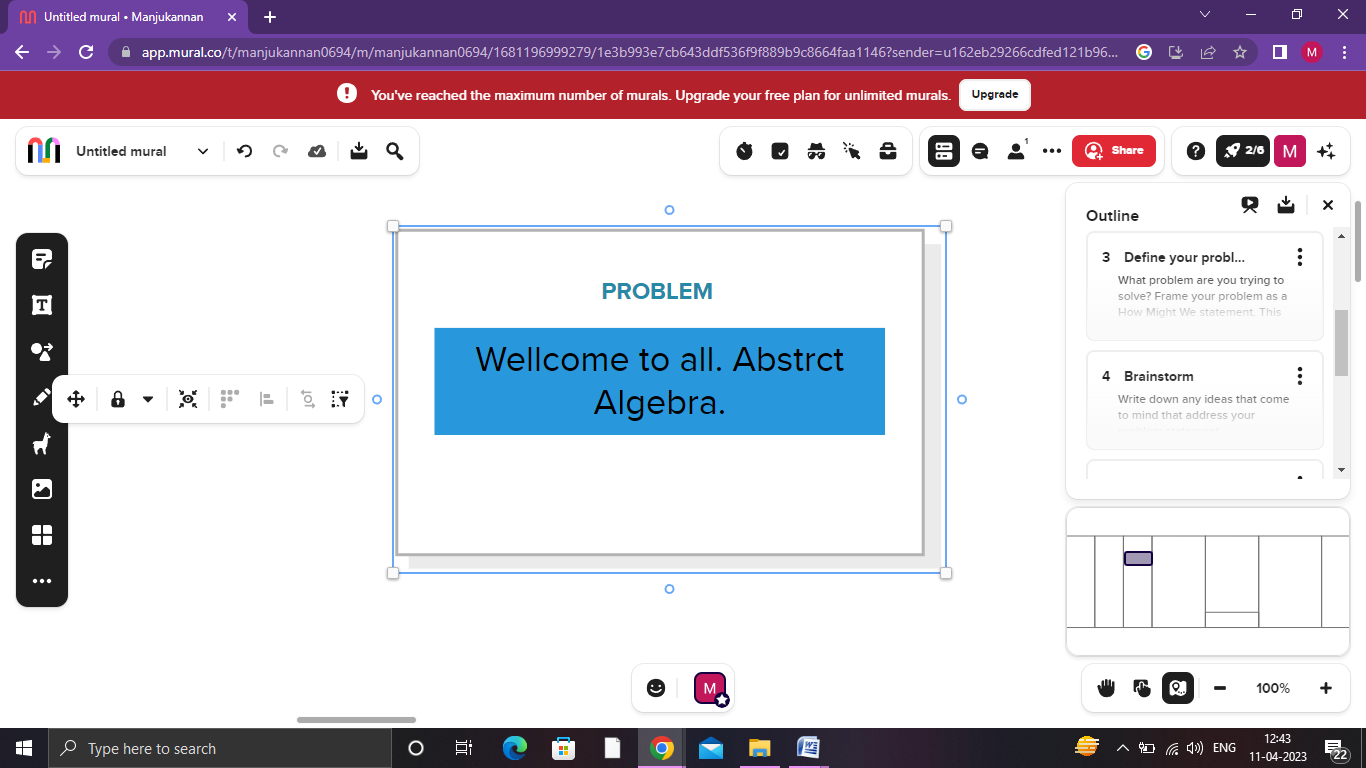 Untitled mural • Manjukannan
app.mural.co/t/manjukannan0694/m/manjukannan0694/1681196999279/1e3b993e7cb643ddf536f9f889b9c8664faa1146?sender=u162eb29266cdfed121b96...
M
You've reached the maximum number of murals. Upgrade your free plan for unlimited murals.
Upgrade
Untitled mural
1
Share
2/6
M
Outline
3 Define your probl...
What problem are you trying to
solve? Frame your problem as a
How Might We statement. This
4 Brainstorm
Write down any ideas that come
to mind that address your
PROBLEM
Wellcome to all. Abstrct
Algebra.
M
100%
Type here to search
ENG
12:43
11-04-2023
22